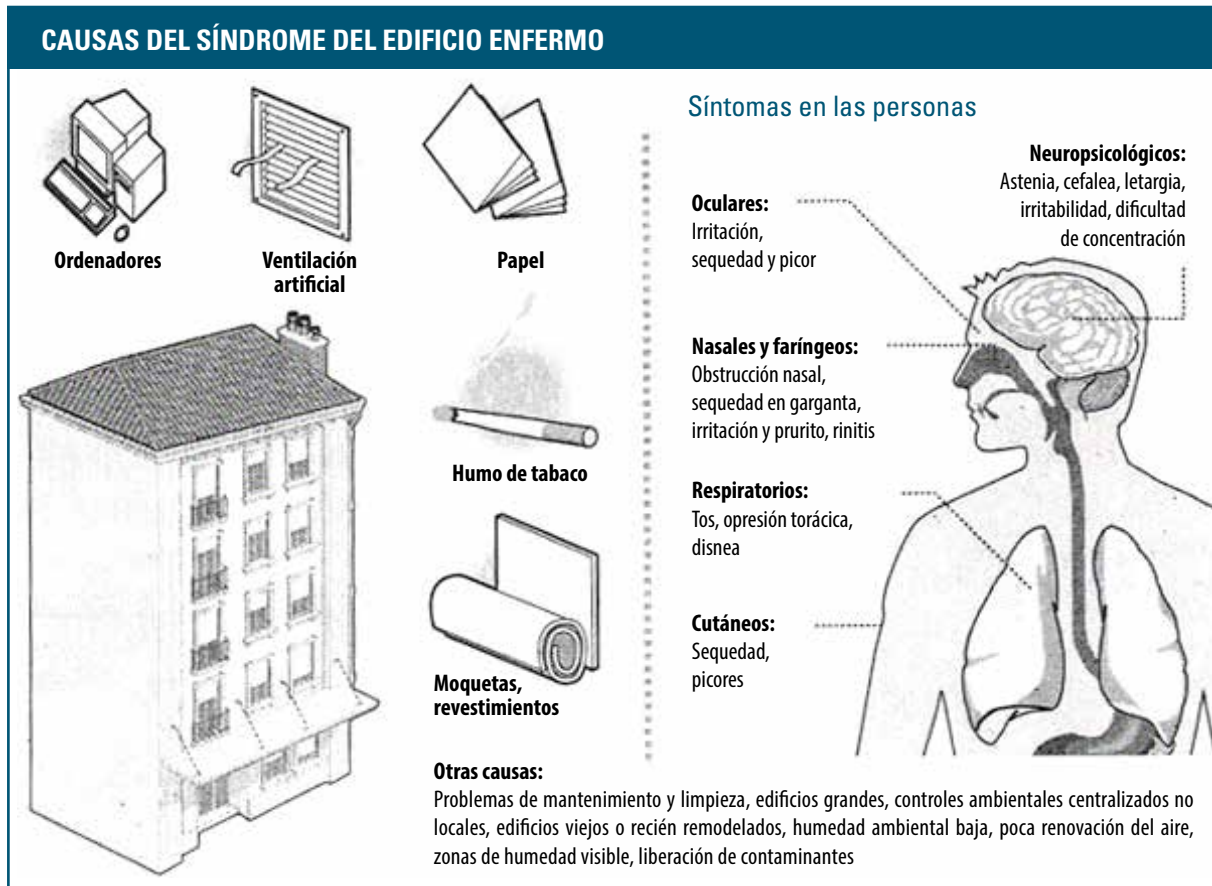 CAUSAS DEL SÍNDROME DEL EDIFICIO ENFERMO
Ordenadores
Ventilación
artificial
Papel
Humo de tabaco
Moquetas,
revestimientos
Síntomas en las personas
Neuropsicológicos:
Astenia, cefalea, letargia,
irritabilidad, dificultad
de concentración
Oculares:
Irritación,
sequedad y picor
Nasales y faríngeos:
Obstrucción nasal,
sequedad en garganta,
irritación y prurito, rinitis
Respiratorios:
Tos, opresión torácica,
disnea
Cutáneos:
Sequedad,
picores
Otras causas:
Problemas de mantenimiento y limpieza, edificios grandes, controles ambientales centralizados no
locales, edificios viejos o recién remodelados, humedad ambiental baja, poca renovación del aire,
zonas de humedad visible, liberación de contaminantes